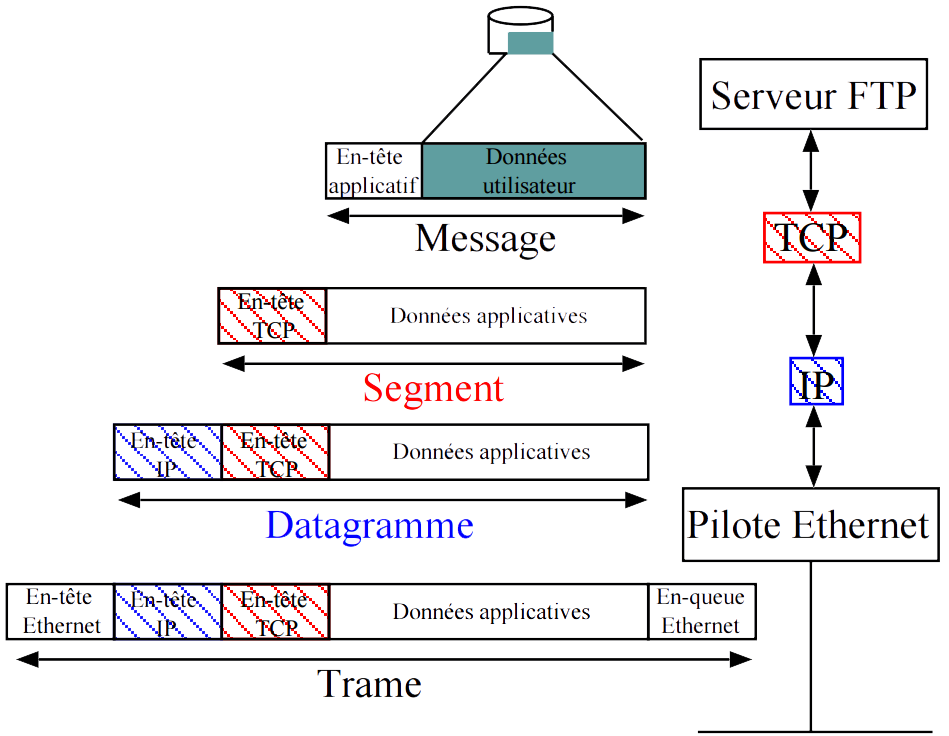 Serveur FTP
En-tête
applicatif
Données
utilisateur
Message
TCP
En-tête
TCP
Données applicatives
Segment
IP
En-tête
IP
En-tête
TCP
Données applicatives
Datagramme
Pilote Ethernet
En-tête
Ethernet
En-tête
IP
En-tête
TCP
Données applicatives
En-queue
Ethernet
Trame